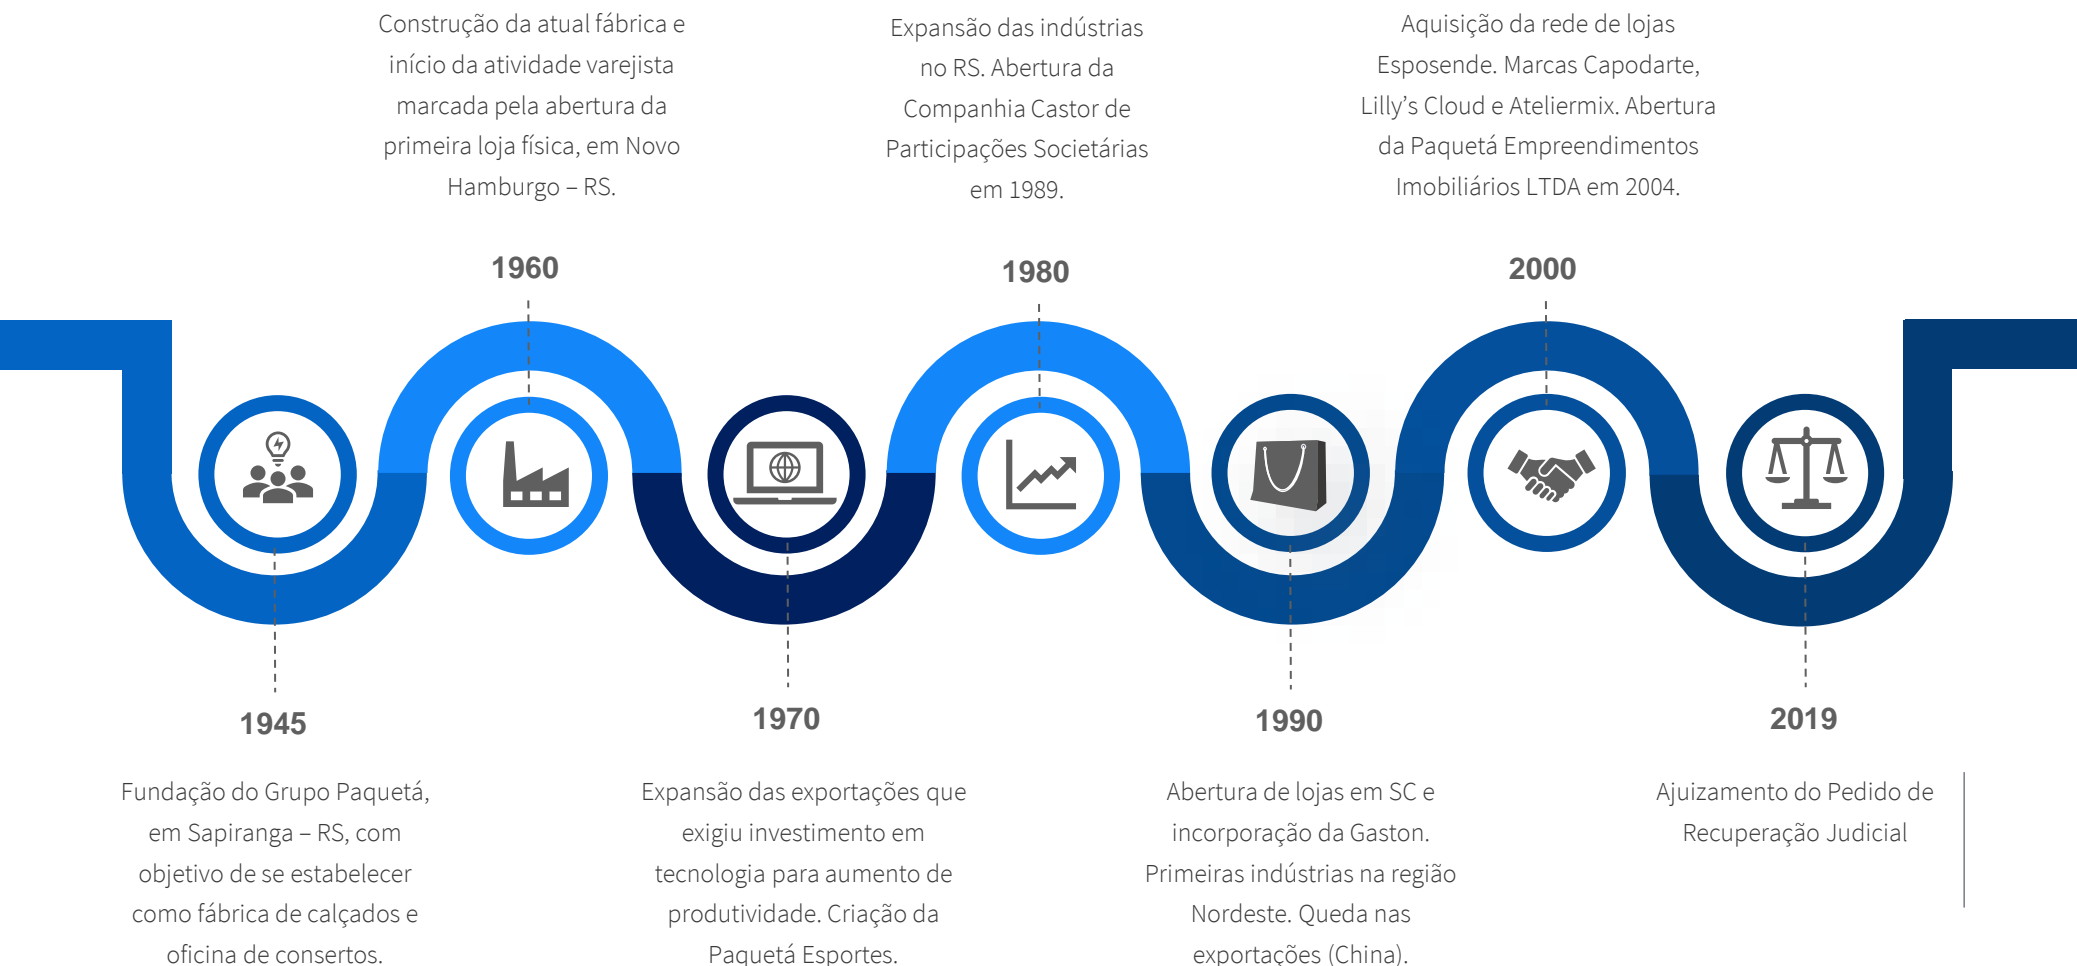 Construção da atual fábrica e
início da atividade varejista
marcada pela abertura da
primeira loja física, em Novo
Hamburgo – RS.
1960
Expansão das indústrias
no RS. Abertura da
Companhia Castor de
Participações Societárias
em 1989.
1980
Aquisição da rede de lojas
Esposende. Marcas Capodarte,
Lilly’s Cloud e Ateliermix. Abertura
da Paquetá Empreendimentos
Imobiliários LTDA em 2004.
2000
1945
Fundação do Grupo Paquetá,
em Sapiranga – RS, com
objetivo de se estabelecer
como fábrica de calçados e
oficina de consertos.
1970
Expansão das exportações que
exigiu investimento em
tecnologia para aumento de
produtividade. Criação da
Paquetá Esportes.
1990
Abertura de lojas em SC e
incorporação da Gaston.
Primeiras indústrias na região
Nordeste. Queda nas
exportações (China).
2019
Ajuizamento do Pedido de
Recuperação Judicial